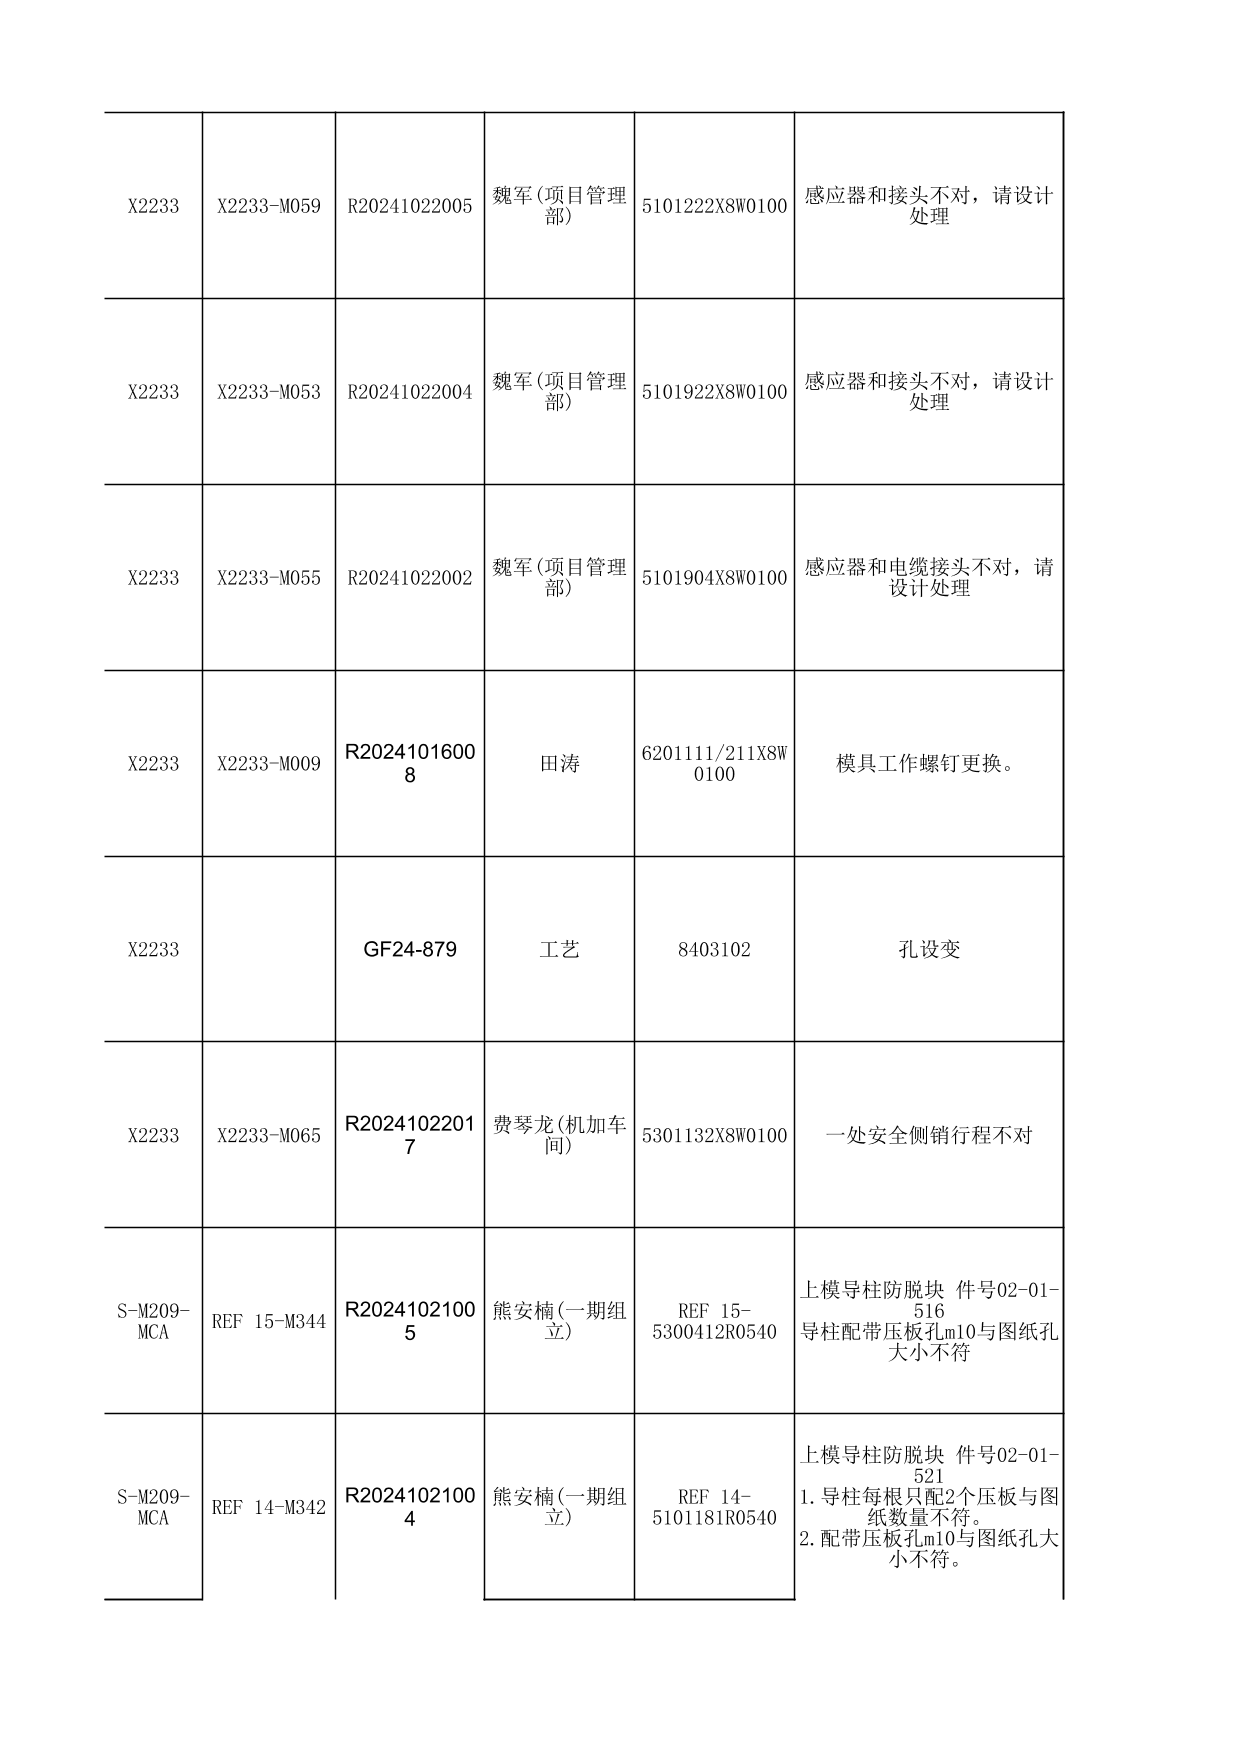 X2233
X2233-M059
R20241022005
魏军(项目管理
部)
5101222X8W0100
感应器和接头不对，请设计
处理
X2233
X2233-M053
R20241022004
魏军(项目管理
部)
5101922X8W0100
感应器和接头不对，请设计
处理
X2233
X2233-M055
R20241022002
魏军(项目管理
部)
5101904X8W0100
感应器和电缆接头不对，请
设计处理
X2233
X2233-M009
R2024101600
8
田涛
6201111/211X8W
0100
模具工作螺钉更换。
X2233
GF24-879
工艺
8403102
孔设变
X2233
X2233-M065
R2024102201
7
费琴龙(机加车
间)
5301132X8W0100
一处安全侧销行程不对
S-M209-
MCA
REF 15-M344
R2024102100
5
熊安楠(一期组
立)
REF 15-
5300412R0540
上模导柱防脱块 件号02-01-
516
导柱配带压板孔m10与图纸孔
大小不符
S-M209-
MCA
REF 14-M342
R2024102100
4
熊安楠(一期组
立)
REF 14-
5101181R0540
上模导柱防脱块 件号02-01-
521
1.导柱每根只配2个压板与图
纸数量不符。
2.配带压板孔m10与图纸孔大
小不符。